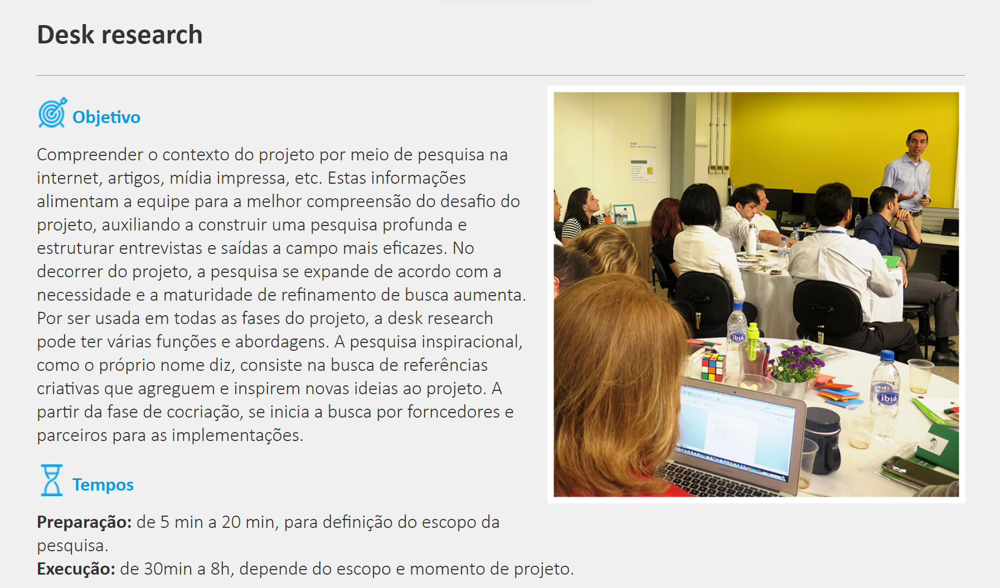 Desk research
Objetivo
Compreender o contexto do projeto por meio de pesquisa na
internet, artigos, mídia impressa, etc. Estas informações
alimentam a equipe para a melhor compreensão do desafio do
projeto, auxiliando a construir uma pesquisa profunda e
estruturar entrevistas e saídas a campo mais eficazes. No
decorrer do projeto, a pesquisa se expande de acordo com a
necessidade e a maturidade de refinamento de busca aumenta.
Por ser usada em todas as fases do projeto, a desk research
pode ter várias funções e abordagens. A pesquisa inspiracional,
como o próprio nome diz, consiste na busca de referências
criativas que agreguem e inspirem novas ideias ao projeto. A
partir da fase de cocriação, se inicia a busca por forncedores e
parceiros para as implementações.
Tempos
Preparação: de 5 min a 20 min, para definição do escopo da
pesquisa.
Execução: de 30min a 8h, depende do escopo e momento de projeto.
ibiá
ibiá